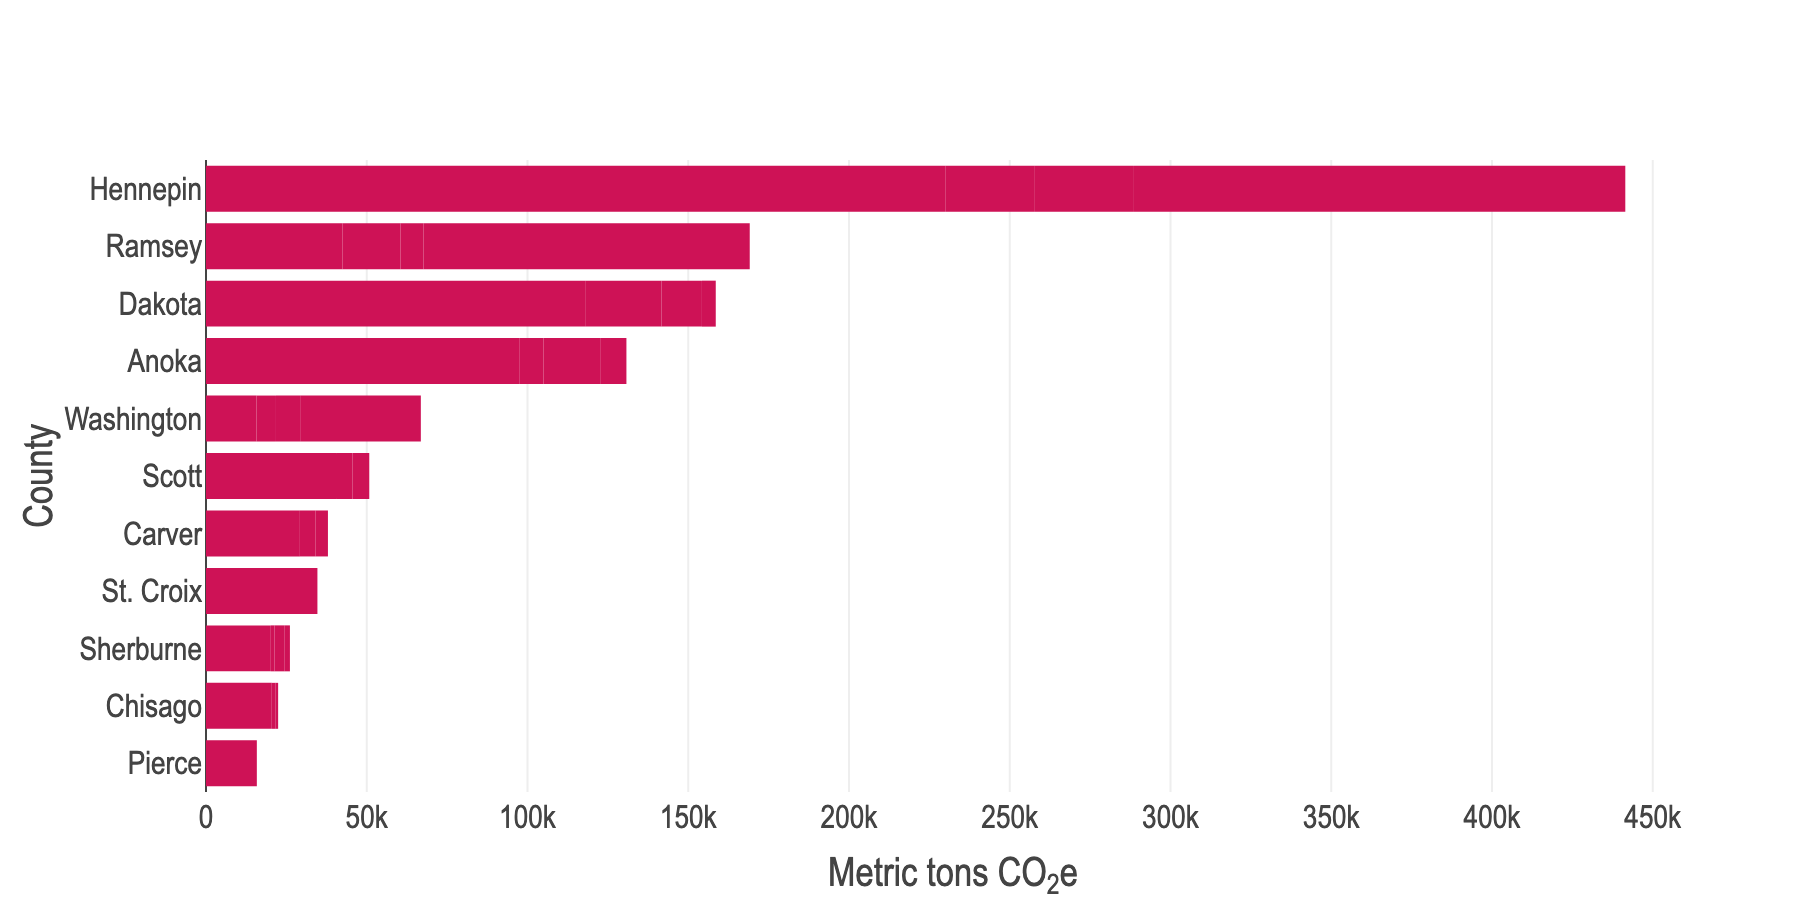 Hennepin
Ramsey
Dakota
Anoka
Washington
Scott
Carver
St. Croix
Sherburne
Chisago
Pierce
County
0 50k 100k 150k 200k 250k 300k 350k 400k 450k
Metric tons CO₂e